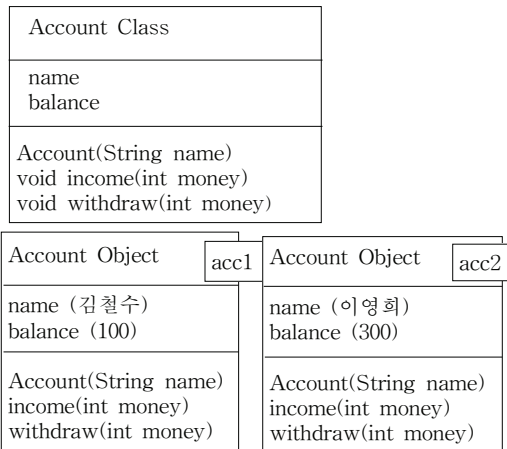 Account Class
name
balance
Account(String name)
void income(int money)
void withdraw(int money)
Account Object
acc1
name (김철수)
balance (100)
Account(String name)
income(int money)
withdraw(int money)
Account Object
acc2
name (이영희)
balance (300)
Account(String name)
income(int money)
withdraw(int money)